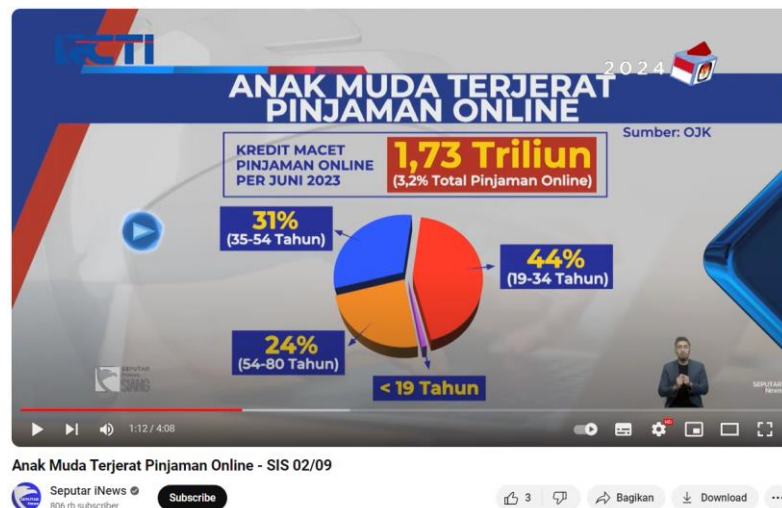 RCTI
2024
ANAK MUDA TERJERAT
PINJAMAN ONLINE
Sumber: OJK
KREDIT MACET
PINJAMAN ONLINE
PER JUNI 2023
1,73 Triliun
(3,2% Total Pinjaman Online)
31%
(35-54 Tahun)
44%
(19-34 Tahun)
24%
(54-80 Tahun)
< 19 Tahun
SEPUTAR
SIANG
SEPUTAR
News
1:12 / 4:08
HD
Anak Muda Terjerat Pinjaman Online - SIS 02/09
Seputar iNews
806 rb subscriber
Subscribe
3
Bagikan
Download